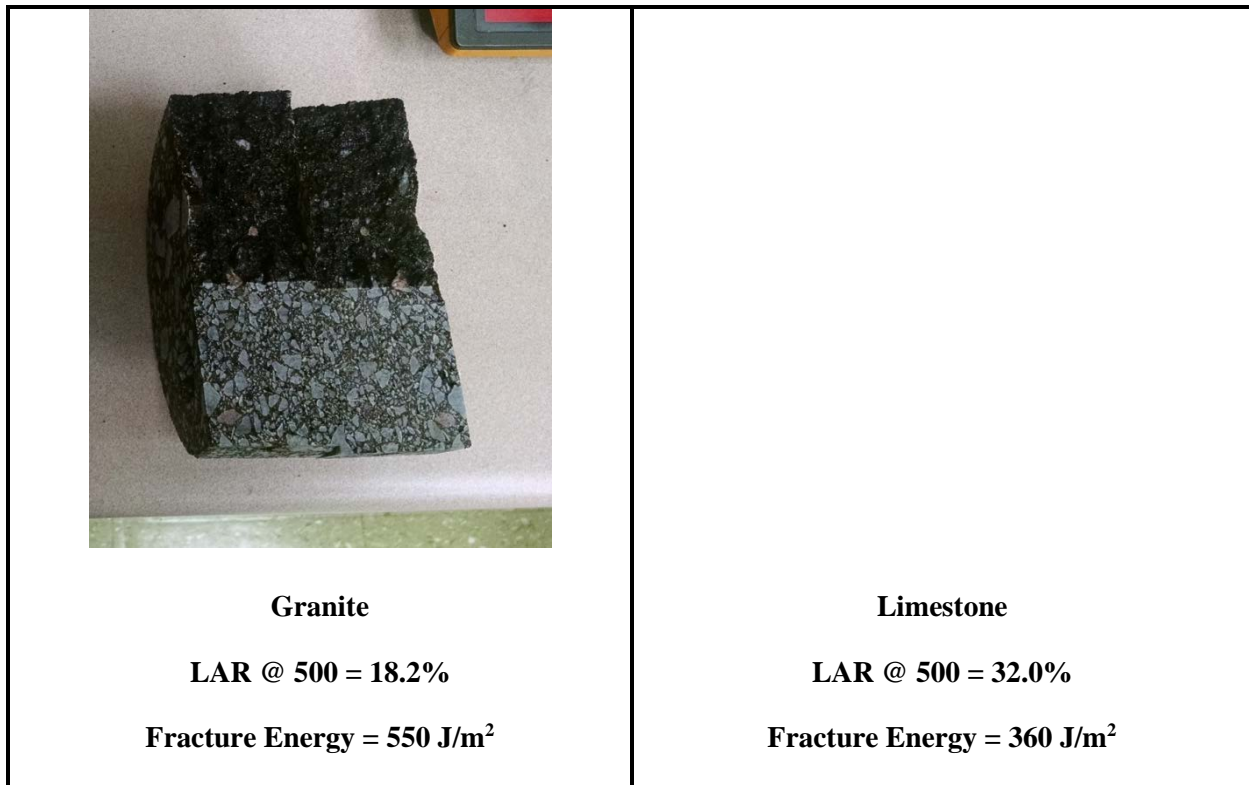 Granite
LAR @ 500 = 18.2%
Fracture Energy = 550 J/m²
Limestone
LAR @ 500 = 32.0%
Fracture Energy = 360 J/m²